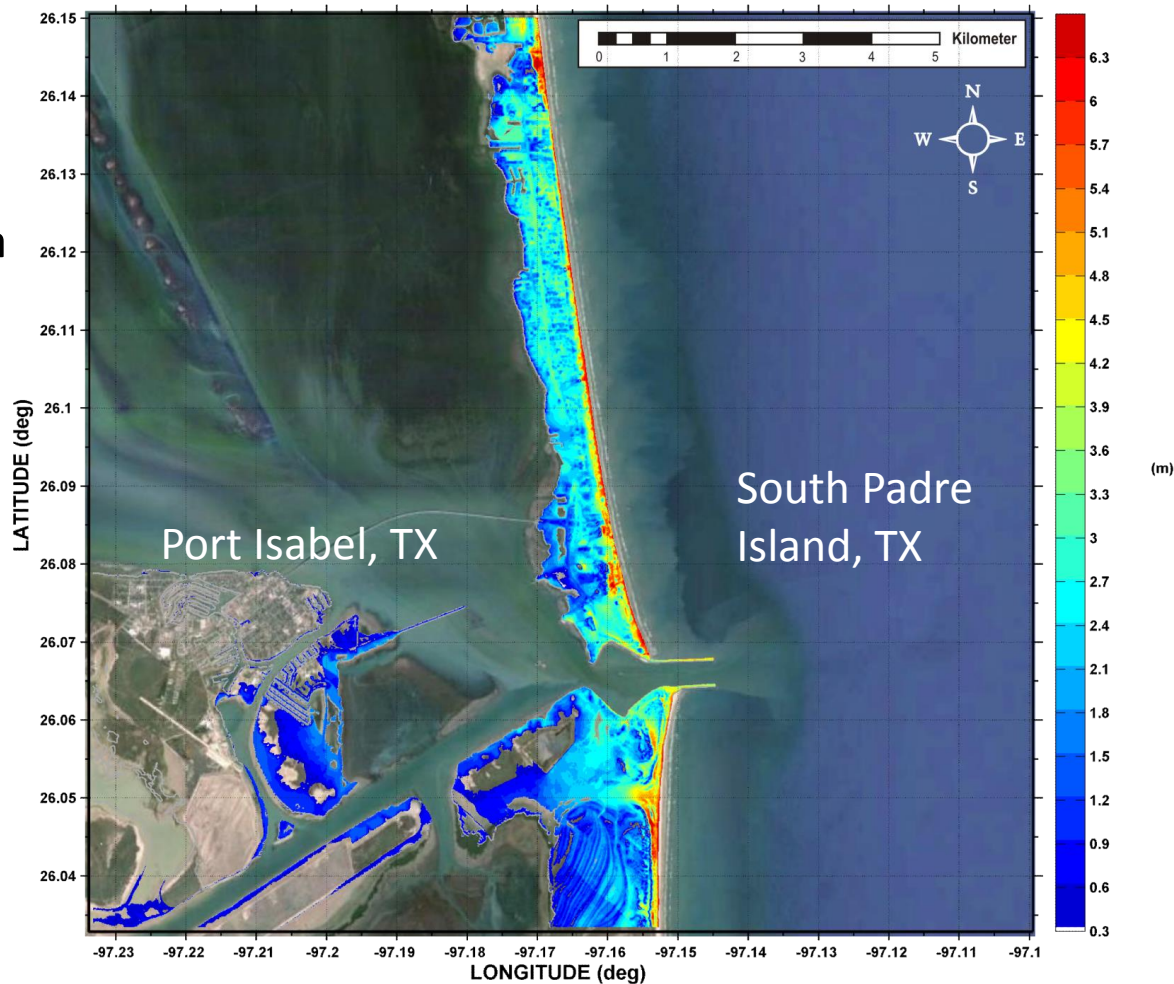 Kilometer
0 1 2 3 4 5
N
W E
S
South Padre
Island, TX
Port Isabel, TX
26.15
26.14
26.13
26.12
26.11
26.1
26.09
26.08
26.07
26.06
26.05
26.04
LATITUDE (deg)
-97.23 -97.22 -97.21 -97.2 -97.19 -97.18 -97.17 -97.16 -97.15 -97.14 -97.13 -97.12 -97.11 -97.1
LONGITUDE (deg)
6.3
6
5.7
5.4
5.1
4.8
4.5
4.2
3.9
3.6
3.3
3
2.7
2.4
2.1
1.8
1.5
1.2
0.9
0.6
0.3
(m)